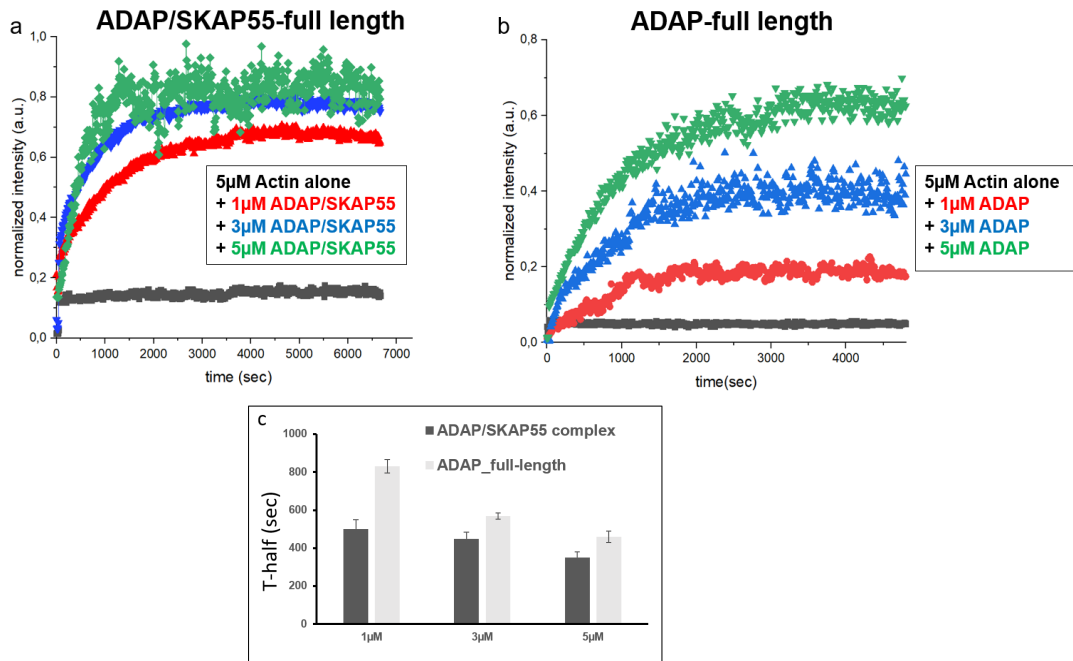 a
ADAP/SKAP55-full length
1,0
0,8
0,6
0,4
0,2
0,0
normalized intensity (a.u.)
0
1000
2000
3000
4000
5000
6000
7000
time (sec)
5µM Actin alone
+ 1µM ADAP/SKAP55
+ 3µM ADAP/SKAP55
+ 5µM ADAP/SKAP55
b
ADAP-full length
0,8
0,6
0,4
0,2
0,0
normalized intensity (a.u.)
0
1000
2000
3000
4000
time(sec)
5µM Actin alone
+ 1µM ADAP
+ 3µM ADAP
+ 5µM ADAP
c
ADAP/SKAP55 complex
ADAP_full-length
1000
800
600
400
200
0
T-half (sec)
1µM
3µM
5µM